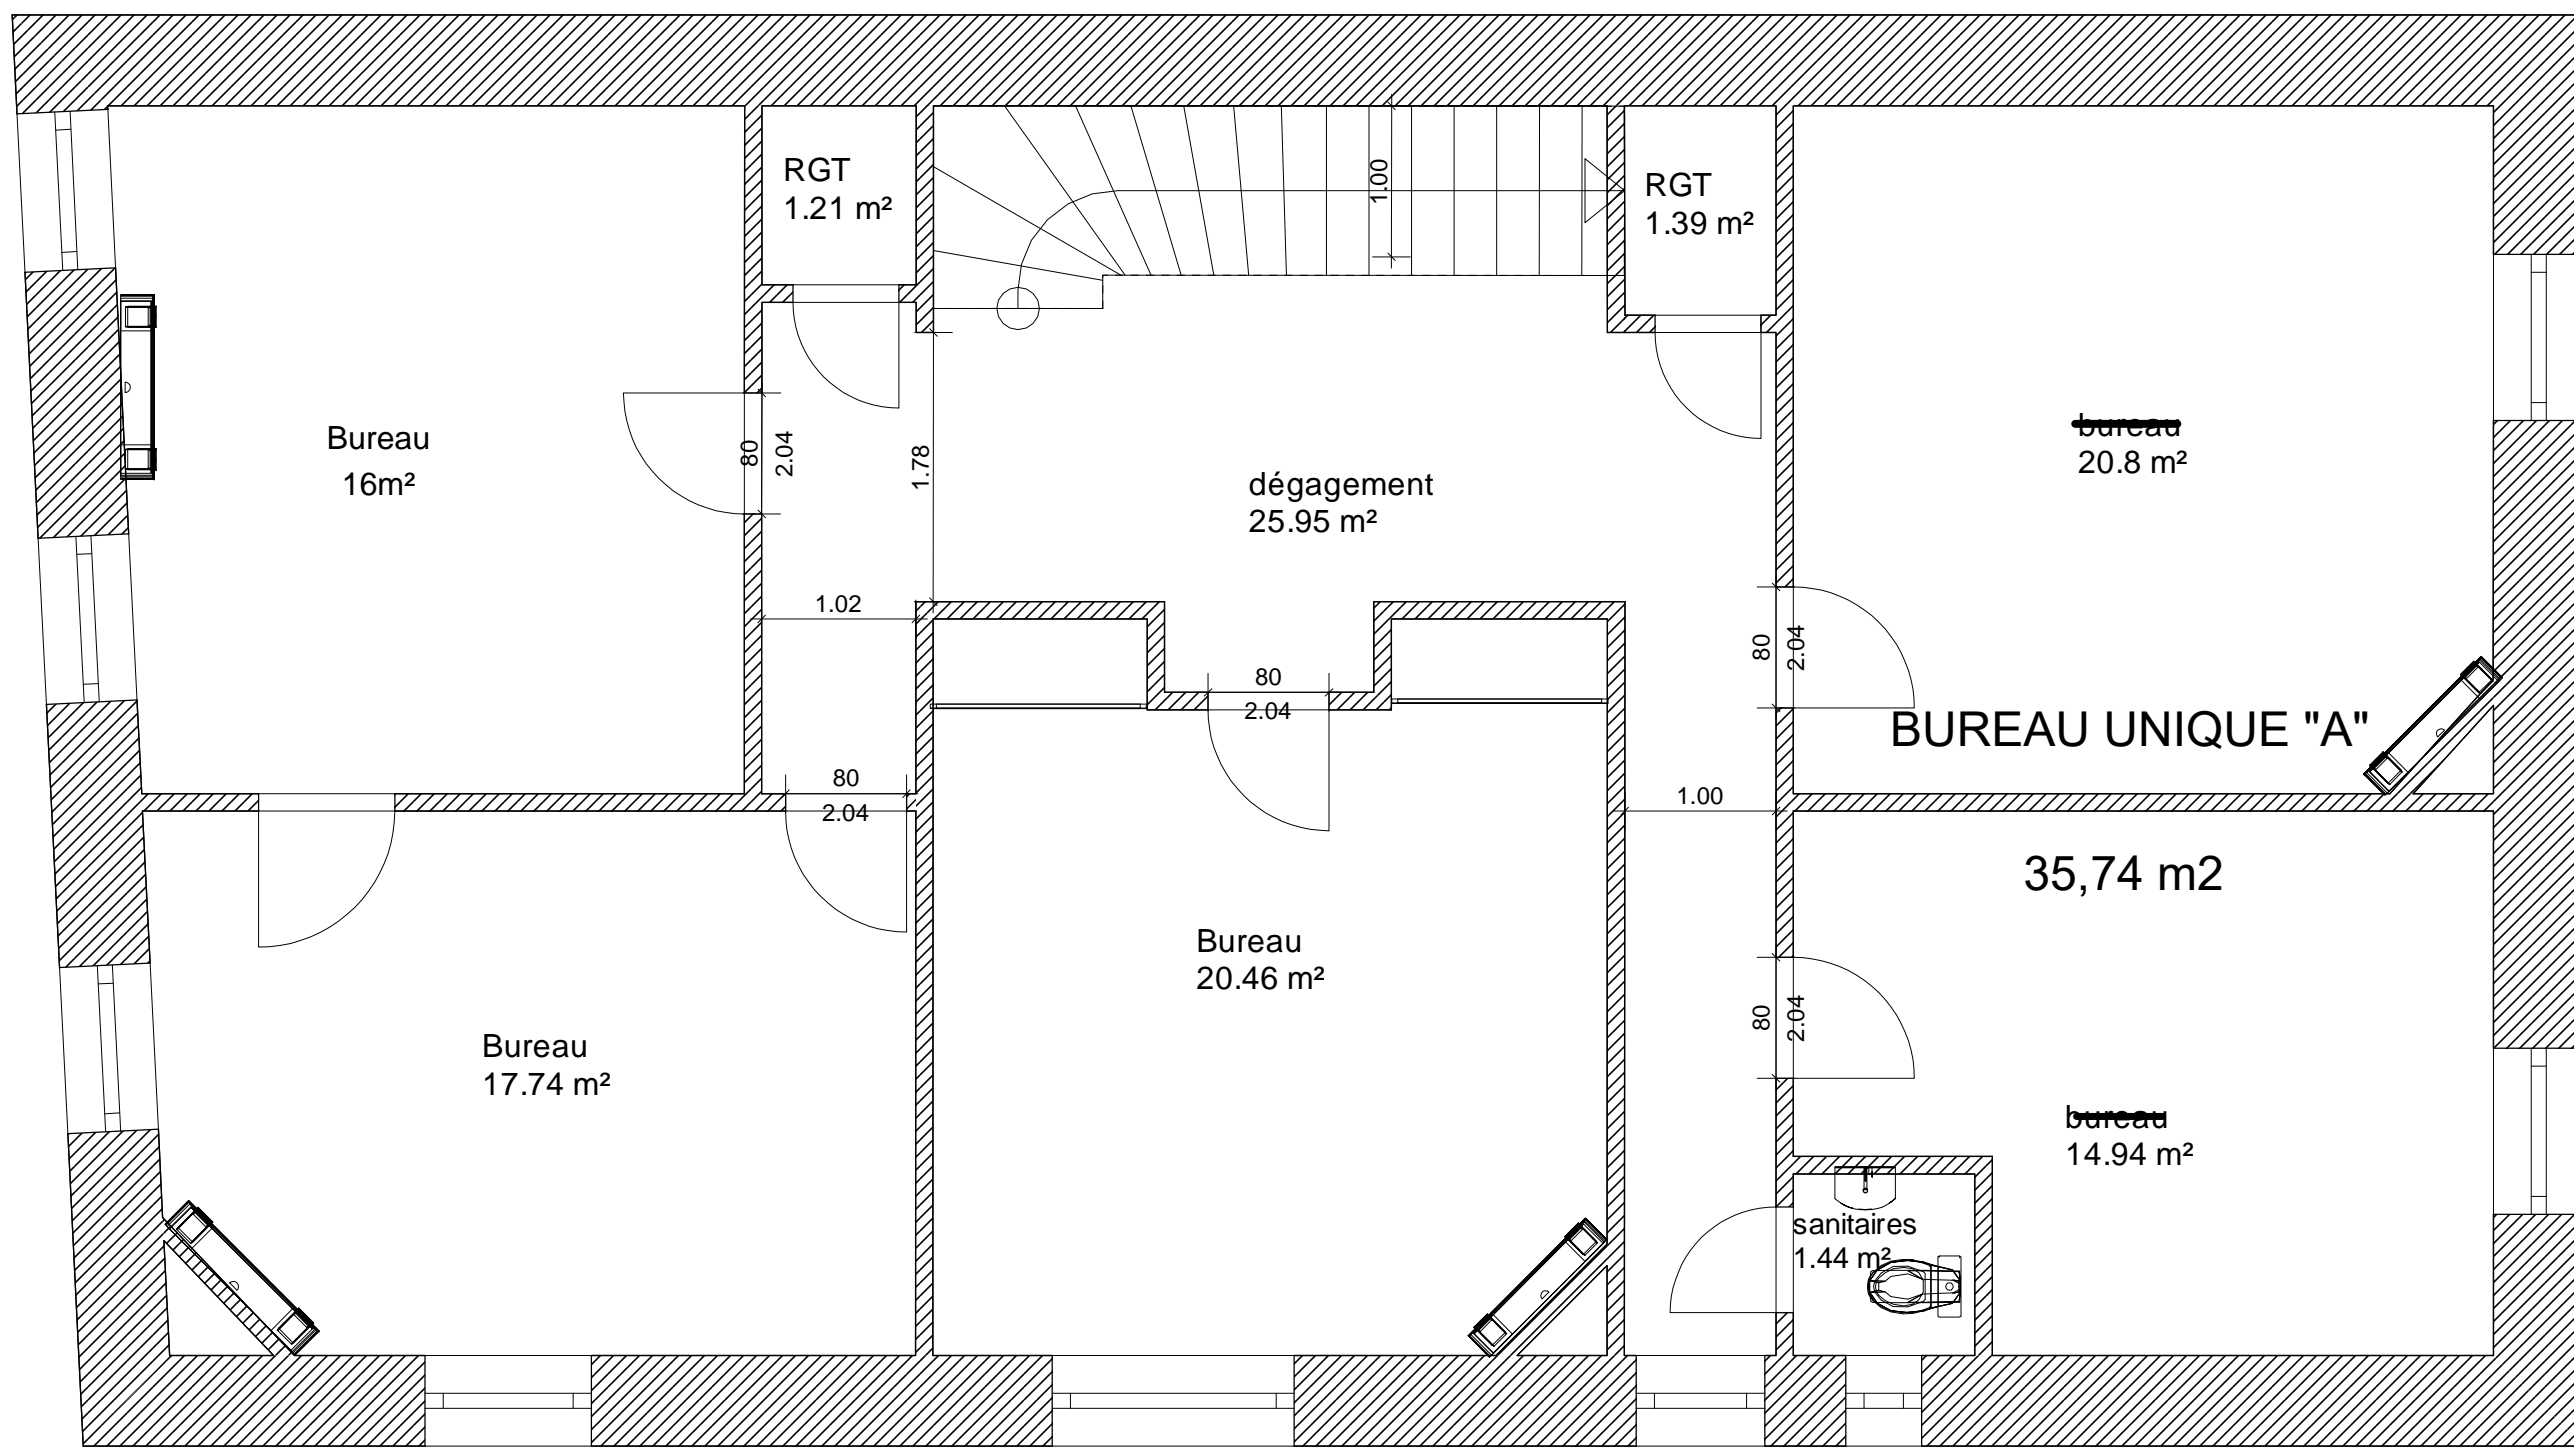 RGT
1.21 m²
1.00
RGT
1.39 m²
Bureau
16m²
80
2.04
1.78
dégagement
25.95 m²
bureau
20.8 m²
1.02
80
2.04
80
2.04
BUREAU UNIQUE "A"
80
2.04
1.00
35,74 m2
Bureau
20.46 m²
Bureau
17.74 m²
80
2.04
bureau
14.94 m²
sanitaires
1.44 m²